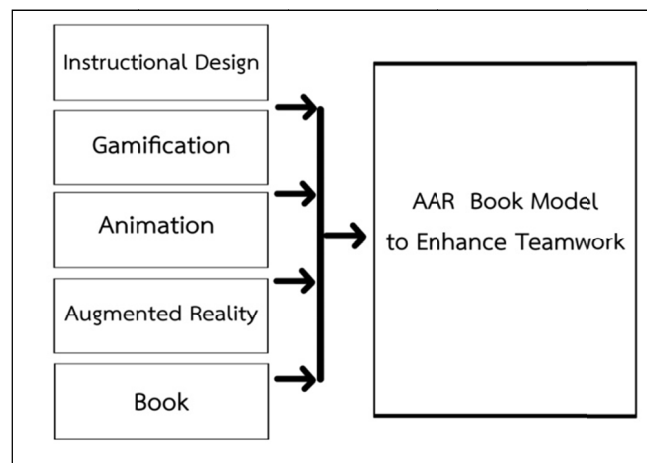 Instructional Design
Gamification
Animation
Augmented Reality
Book
AAR Book Model
to Enhance Teamwork